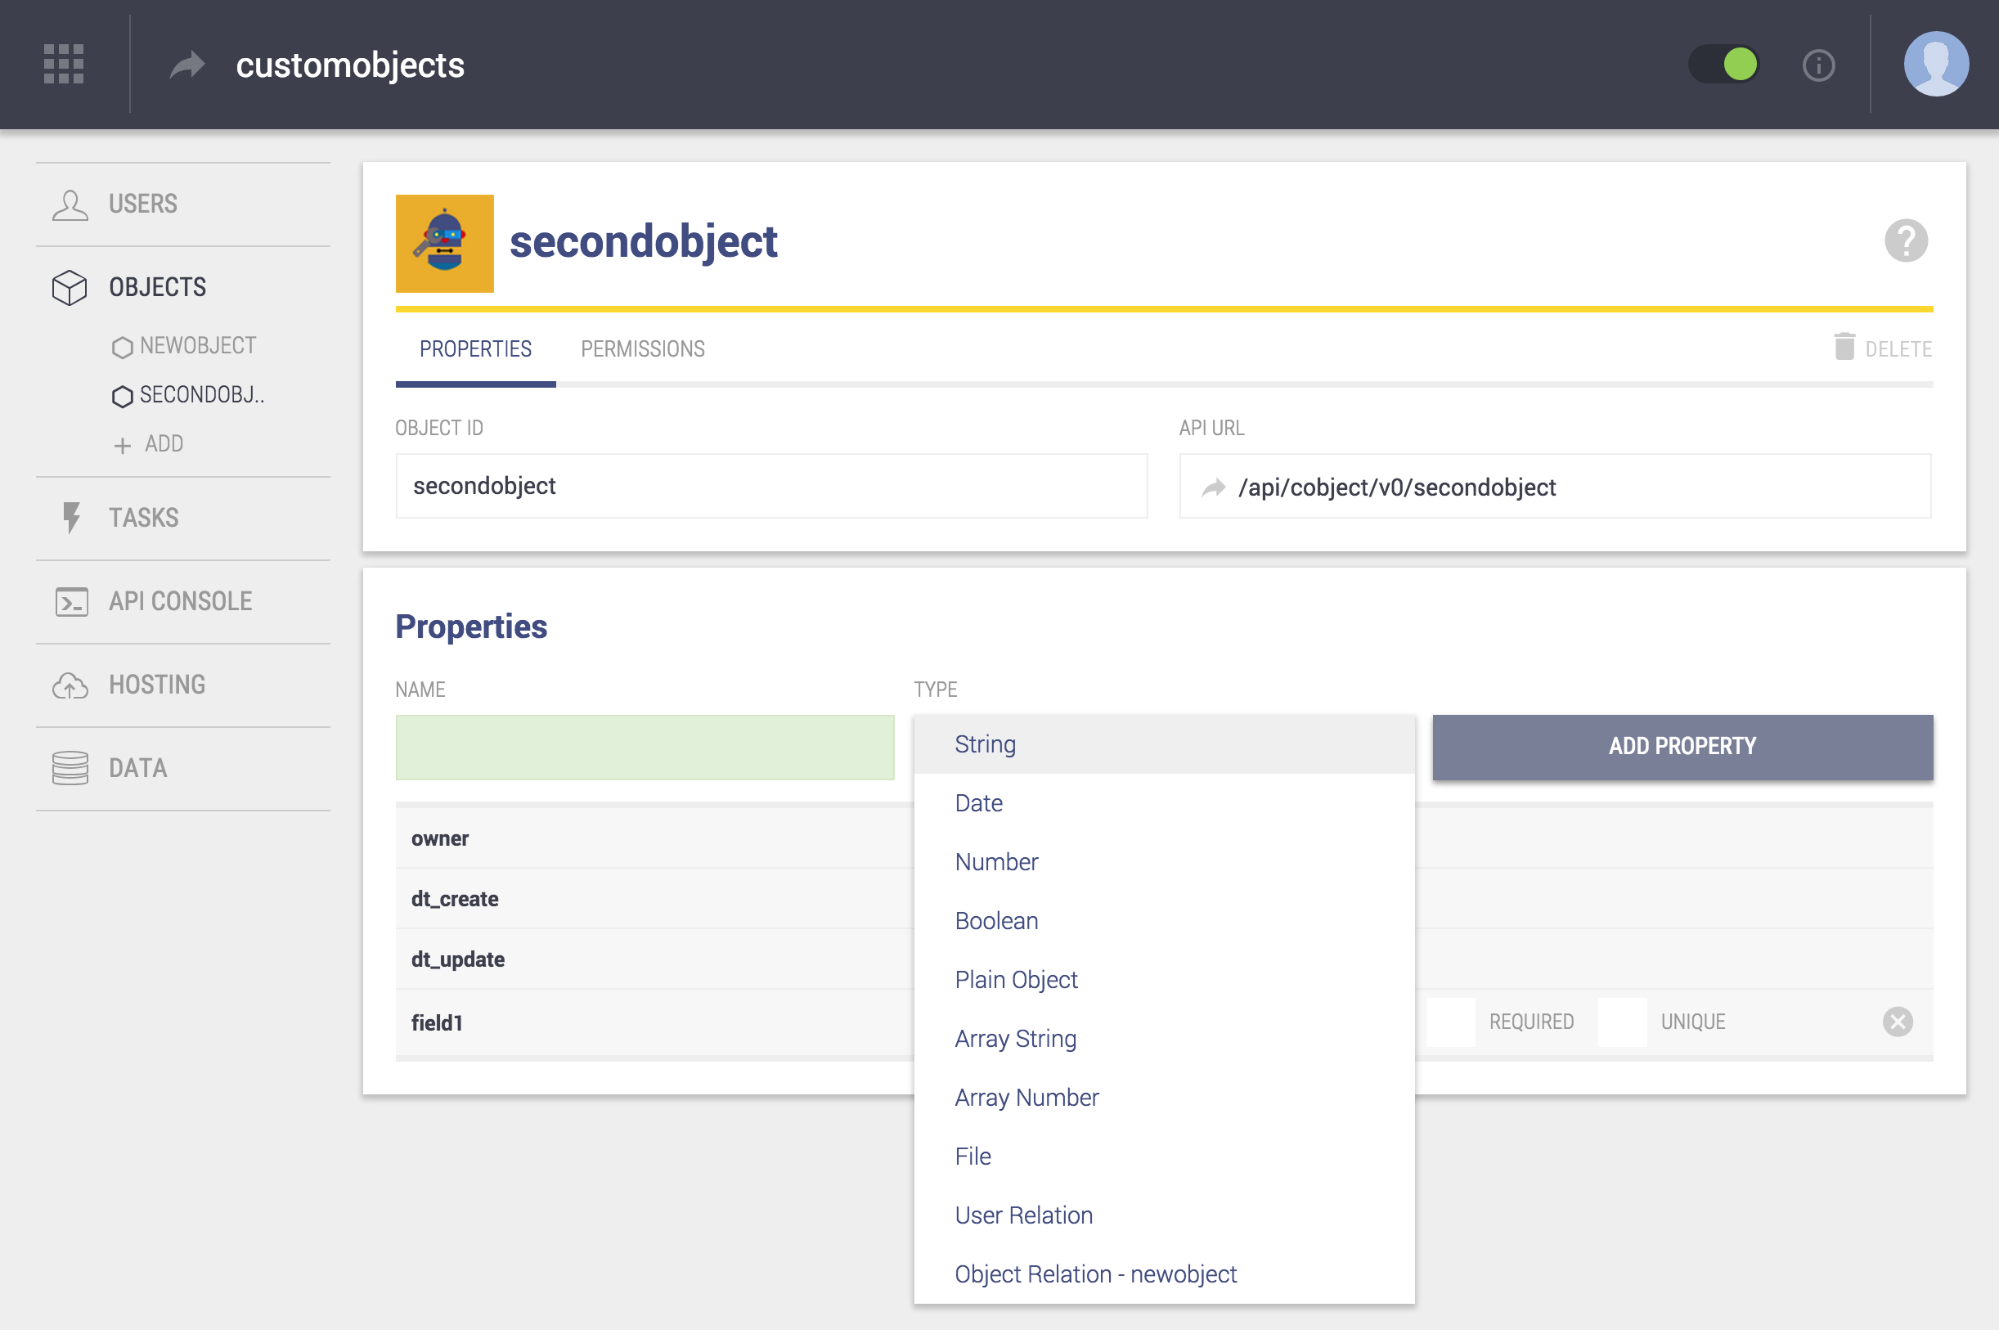 customobjects
USERS
OBJECTS
NEWOBJECT
SECONDOBJ..
+ ADD
TASKS
API CONSOLE
HOSTING
DATA
secondobject
?
PROPERTIES
PERMISSIONS
DELETE
OBJECT ID
API URL
secondobject
/api/cobject/v0/secondobject
Properties
NAME
TYPE
String
ADD PROPERTY
Date
owner
Number
dt_create
Boolean
dt_update
Plain Object
field1
REQUIRED
UNIQUE
Array String
Array Number
File
User Relation
Object Relation - newobject